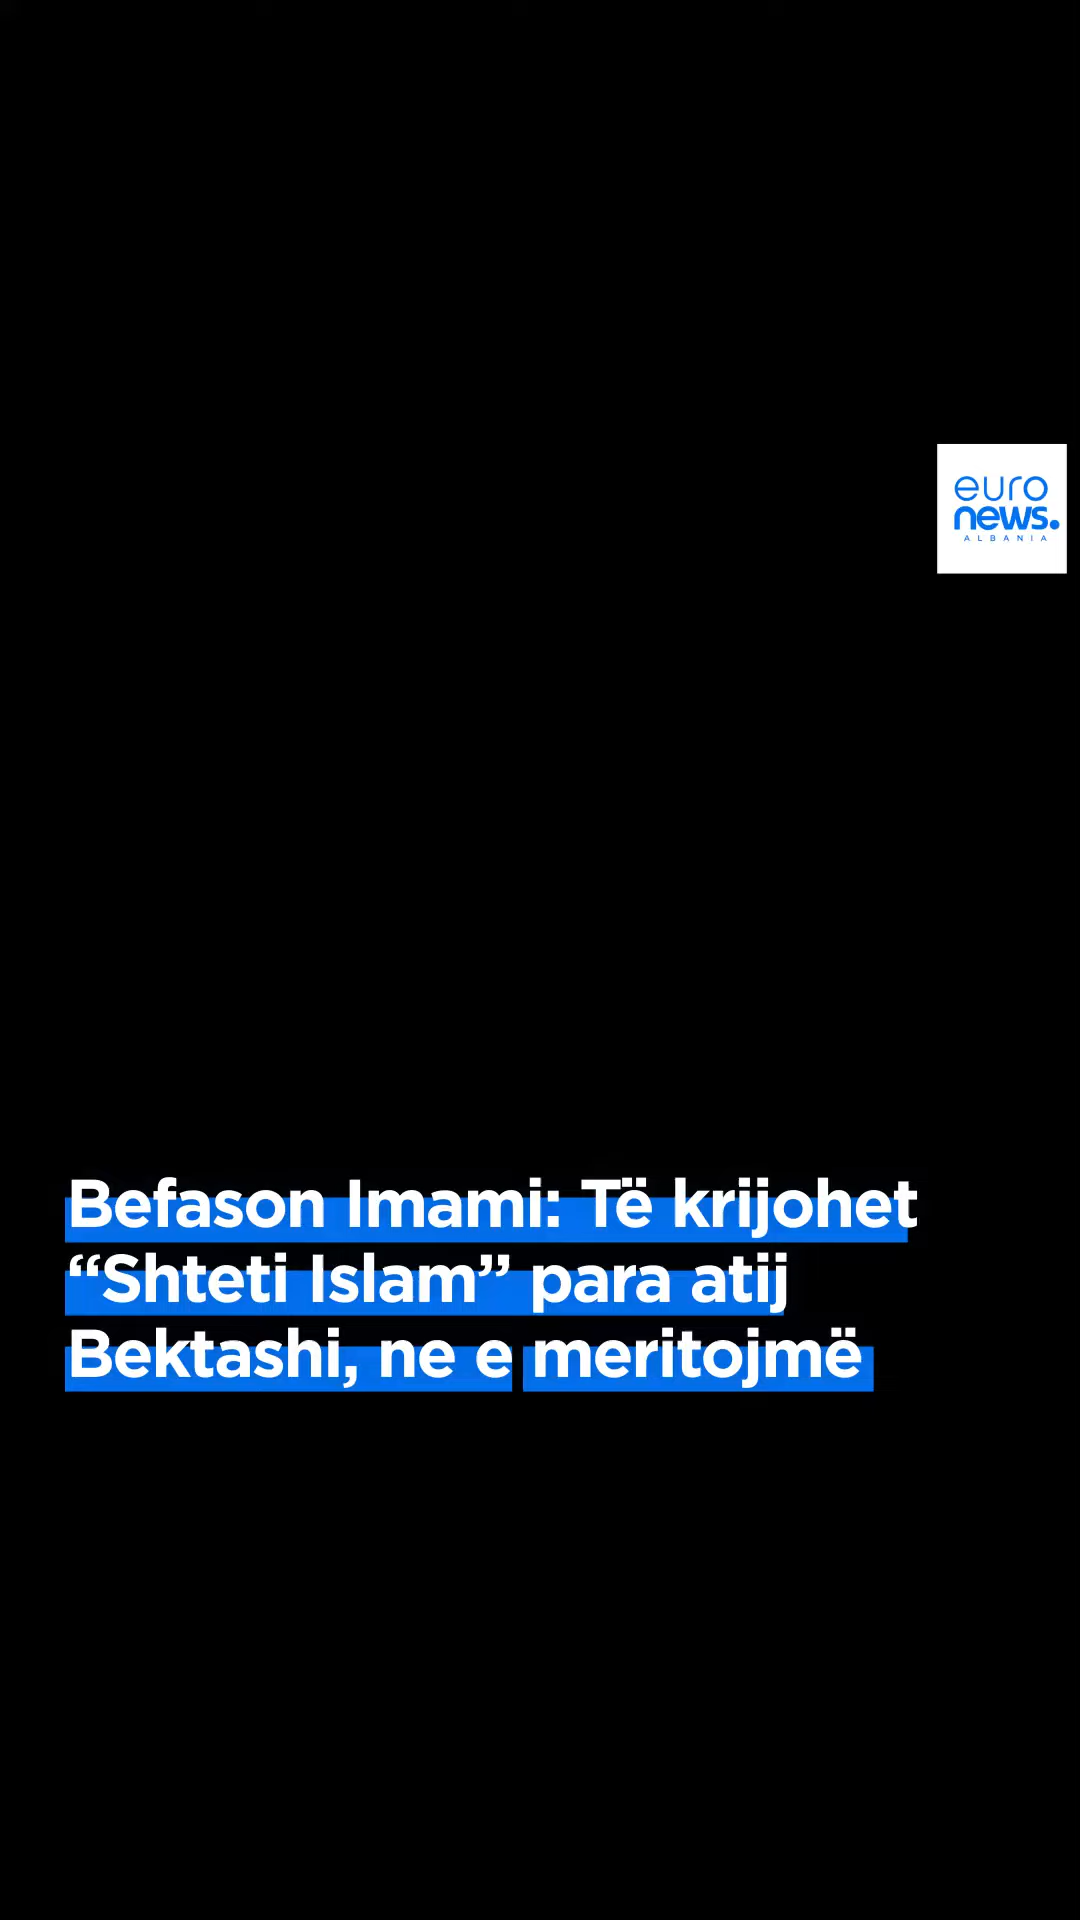 euro
news.
ALBANIA
Befason Imami: Të krijohet
“Shteti Islam” para atij
Bektashi, ne e meritojmë